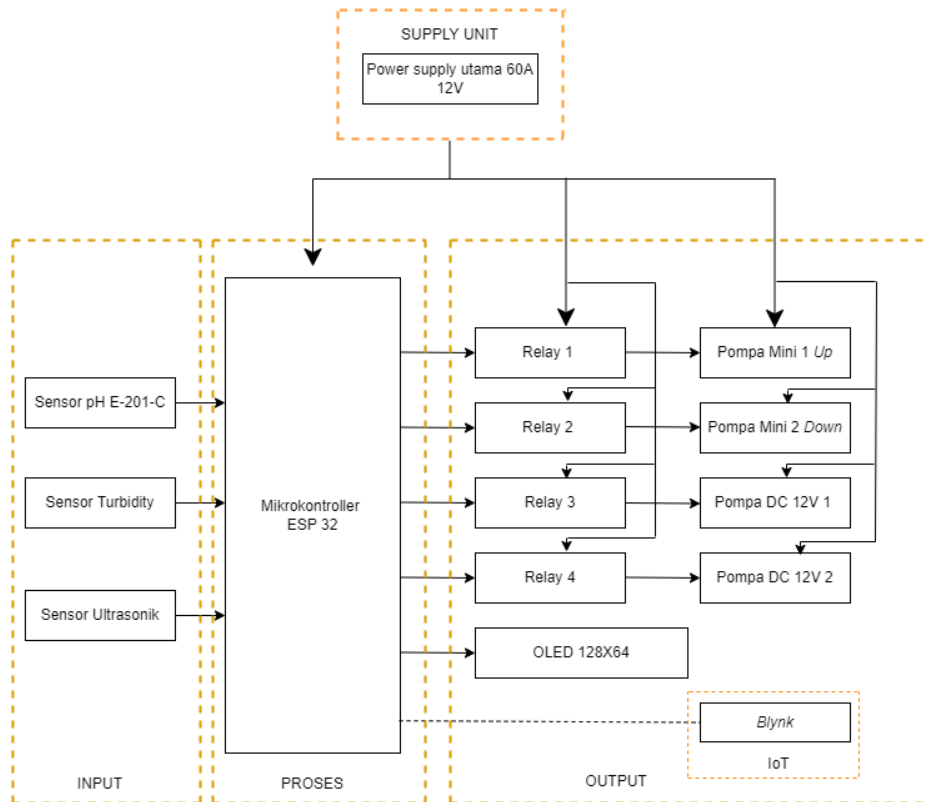 SUPPLY UNIT
Power supply utama 60A
12V
Relay 1
Pompa Mini 1 Up
Sensor pH E-201-C
Relay 2
Pompa Mini 2 Down
Sensor Turbidity
Mikrokontroller
ESP 32
Relay 3
Pompa DC 12V 1
Relay 4
Pompa DC 12V 2
Sensor Ultrasonik
OLED 128X64
Blynk
IoT
INPUT
PROSES
OUTPUT